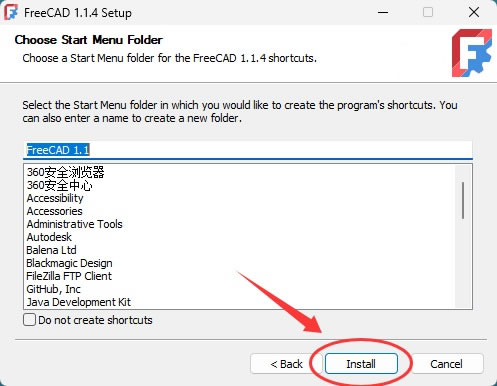 FreeCAD 1.1.4 Setup
Choose Start Menu Folder
Choose a Start Menu folder for the FreeCAD 1.1.4 shortcuts.
Select the Start Menu folder in which you would like to create the program's shortcuts. You
can also enter a name to create a new folder.
FreeCAD 1.1
360安全浏览器
360安全中心
Accessibility
Accessories
Administrative Tools
Autodesk
Balena Ltd
Blackmagic Design
FileZilla FTP Client
GitHub, Inc
Java Development Kit
Do not create shortcuts
< Back
Install
Cancel